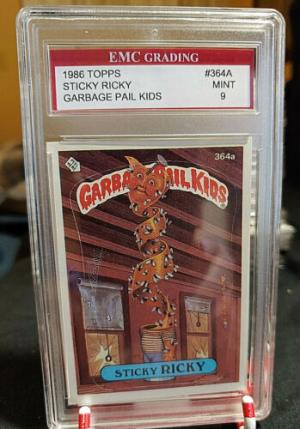 EMC GRADING
1986 TOPPS #364A
STICKY RICKY MINT
GARBAGE PAIL KIDS 9
364a
GARBAGE PAIL KIDS
STICKY RICKY